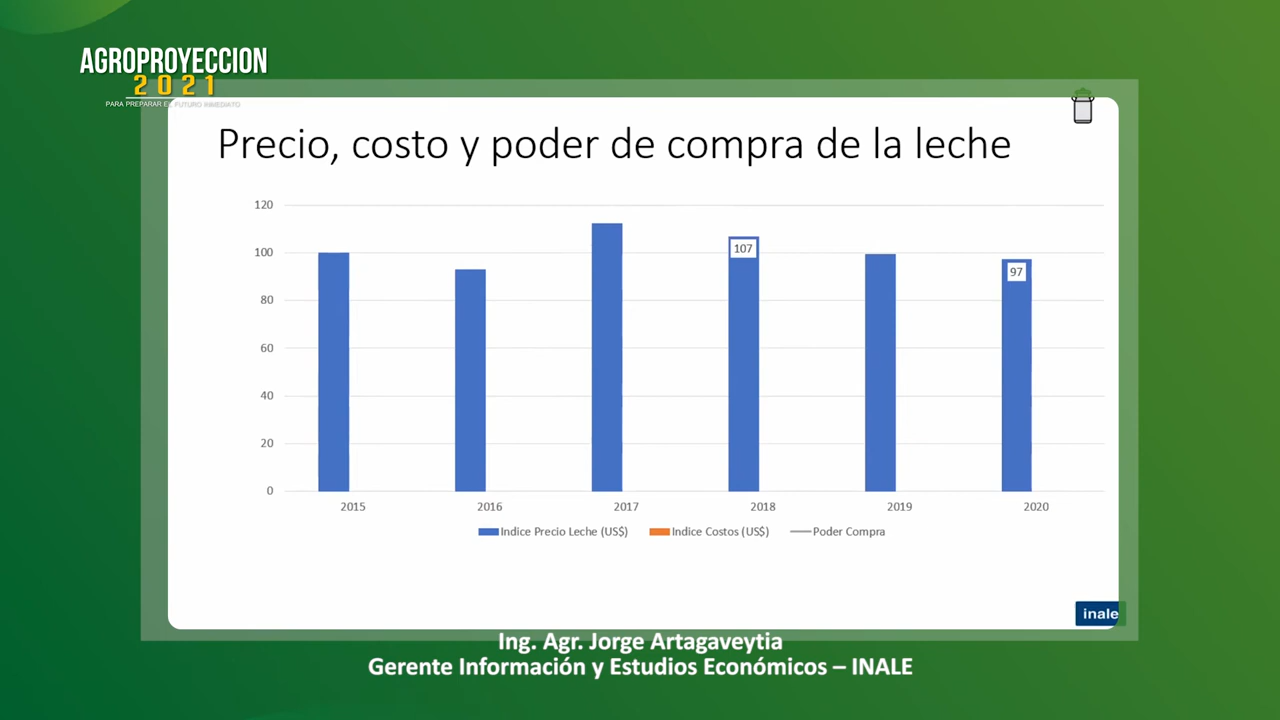 AGROPROYECCION
2021
PARA PREPARAR EL FUTURO INMEDIATO
Precio, costo y poder de compra de la leche
120
100
80
60
40
20
0
107
97
2015 2016 2017 2018 2019 2020
Indice Precio Leche (US$) Indice Costos (US$) Poder Compra
inale
Ing. Agr. Jorge Artagaveytia
Gerente Información y Estudios Económicos – INALE